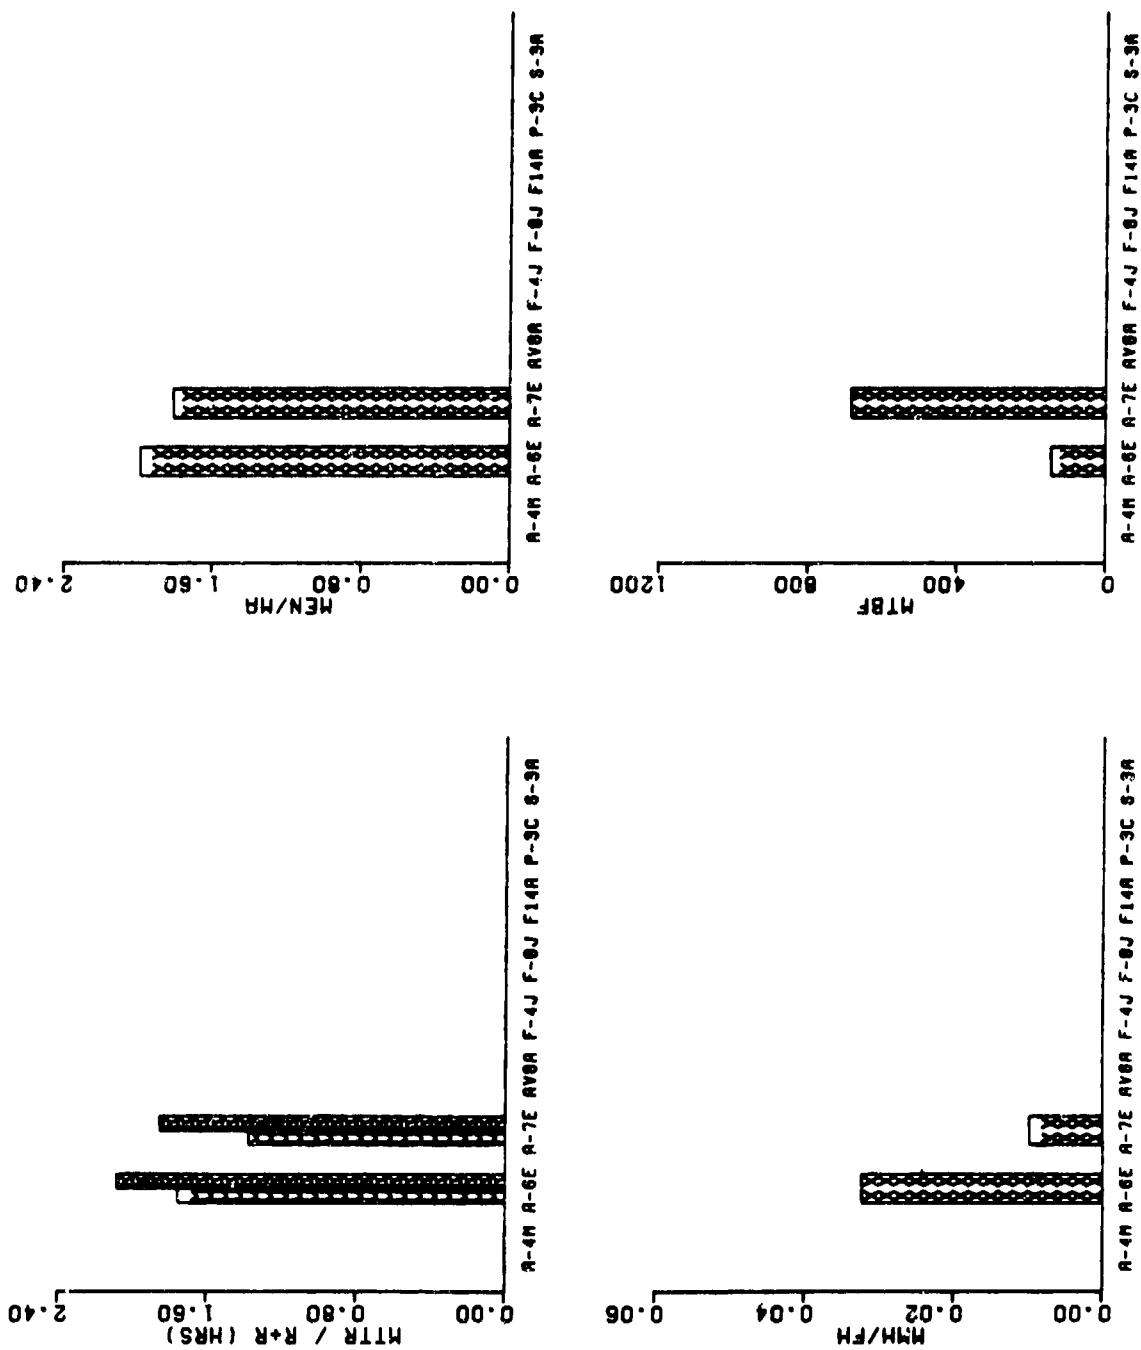 2.40
1.60
0.80
0.00
MTTR / R+R (HRS)
A-4M A-6E A-7E AV8A F-4J F-8J F14A P-3C S-3A
2.40
1.60
0.80
0.00
MEN/MA
A-4M A-6E A-7E AV8A F-4J F-8J F14A P-3C S-3A
0.06
0.04
0.02
0.00
MMH/FH
A-4M A-6E A-7E AV8A F-4J F-8J F14A P-3C S-3A
1200
800
400
0
MTBF
A-4M A-6E A-7E AV8A F-4J F-8J F14A P-3C S-3A